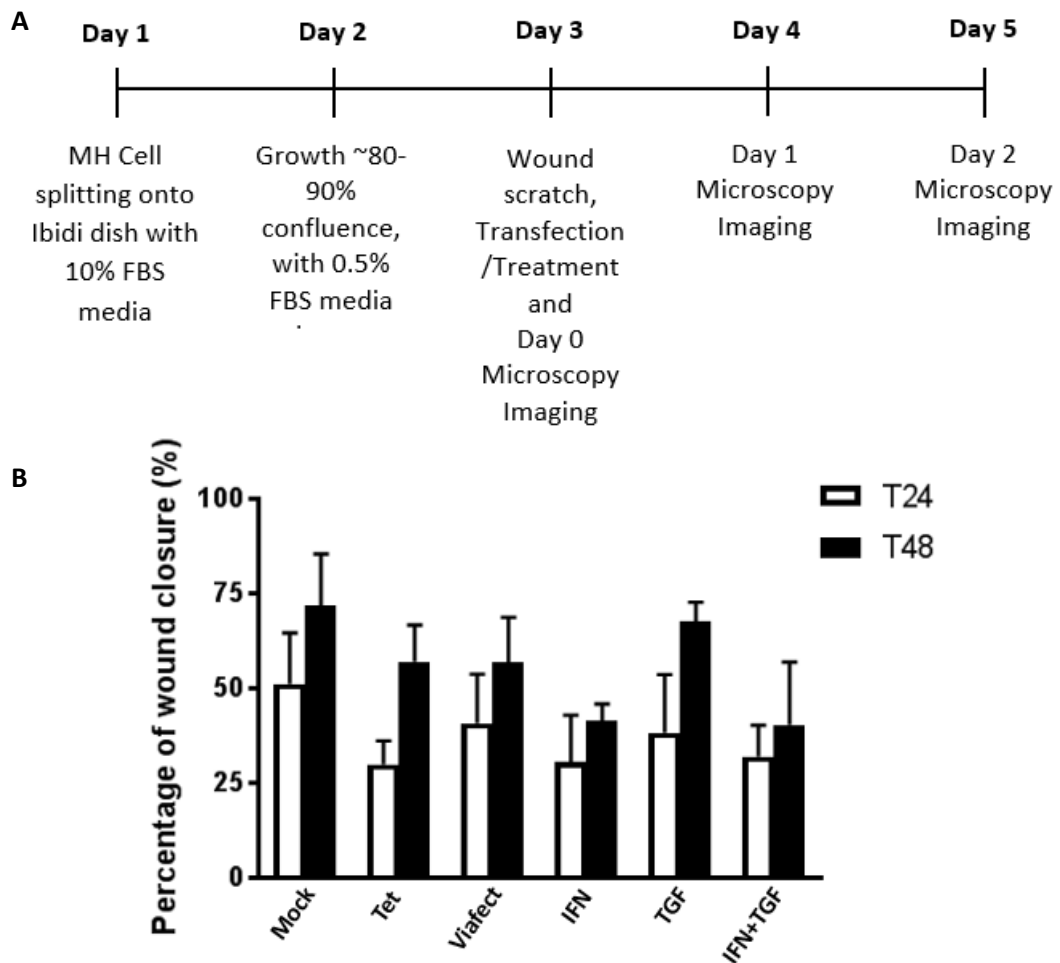 A
Day 1
Day 2
Day 3
Day 4
Day 5
MH Cell
splitting onto
Ibidi dish with
10% FBS
media
Growth ~80-
90%
confluence,
with 0.5%
FBS media
Wound
scratch,
Transfection
/Treatment
and
Day 0
Microscopy
Imaging
Day 1
Microscopy
Imaging
Day 2
Microscopy
Imaging
B
Percentage of wound closure (%)
100
75
50
25
0
Mock
Tet
Viafect
IFN
TGF
IFN+TGF
T24
T48